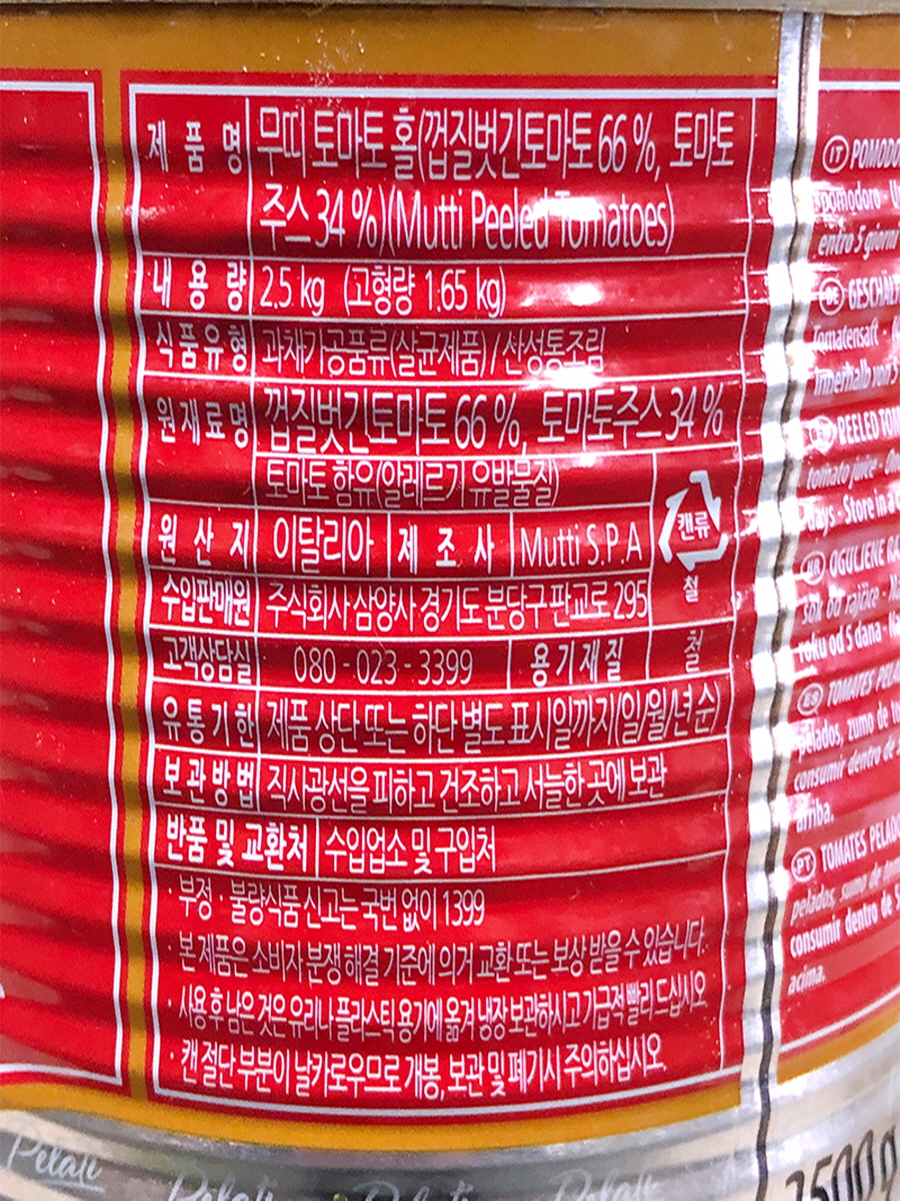 제 품 명 무띠 토마토 홀(껍질벗긴토마토 66 %, 토마토
주스 34 %)(Mutti Peeled Tomatoes)
내 용 량 2.5 kg (고형량 1.65 kg)
식품유형 과채가공품류(살균제품) / 산성통조림
원재료명 껍질벗긴토마토 66 %, 토마토주스 34 %
토마토 함유(알레르기 유발물질)
원 산 지 이탈리아 제 조 사 Mutti S.P.A
캔류
철
수입판매원 주식회사 삼양사 경기도 분당구 판교로 295
고객상담실 080 - 023 - 3399 용기재질 철
유통기한 제품 상단 또는 하단 별도 표시일까지(일/월/년 순)
보관방법 직사광선을 피하고 건조하고 서늘한 곳에 보관
반품 및 교환처 수입업소 및 구입처
· 부정 · 불량식품 신고는 국번 없이 1399
· 본 제품은 소비자 분쟁 해결 기준에 의거 교환 또는 보상 받을 수 있습니다.
· 사용 후 남은 것은 유리나 플라스틱 용기에 옮겨 냉장 보관하시고 가급적 빨리 드십시오.
· 캔 절단 부분이 날카로우므로 개봉, 보관 및 폐기시 주의하십시오.
IT POMODO
pomodoro - U
entro 5 giorni
DE GESCHÄLT
Tomatensaft -
innerhalb von 5
PEELED TOM
tomato juice - On
days - Store in a c
HR OGULJENE RA
sok od rajčice -
roku od 5 dana - Na
ES TOMATES PELA
pelados, zumo de to
consumir dentro de 5
arriba.
PT TOMATES PELADO
pelados, sumo de tom
consumir dentro de 5
acima.
Pelati
Pelati
Pelati
Pelati
2500 g